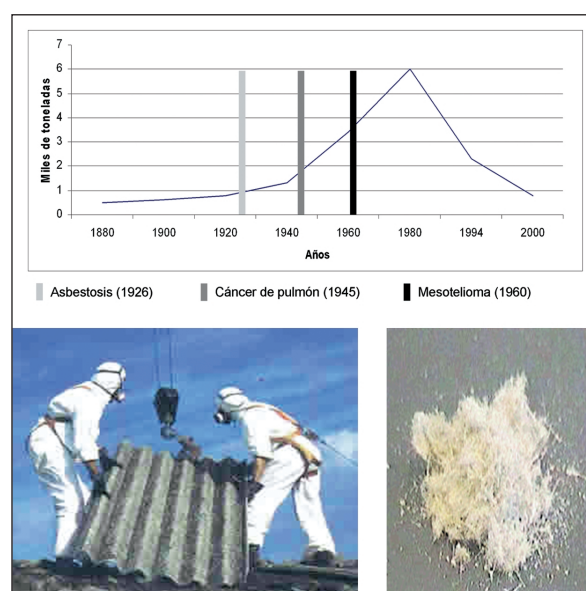 7
6
5
4
3
2
1
0
Miles de toneladas
1880 1900 1920 1940 1960 1980 1994 2000
Años
Asbestosis (1926) Cáncer de pulmón (1945) Mesotelioma (1960)